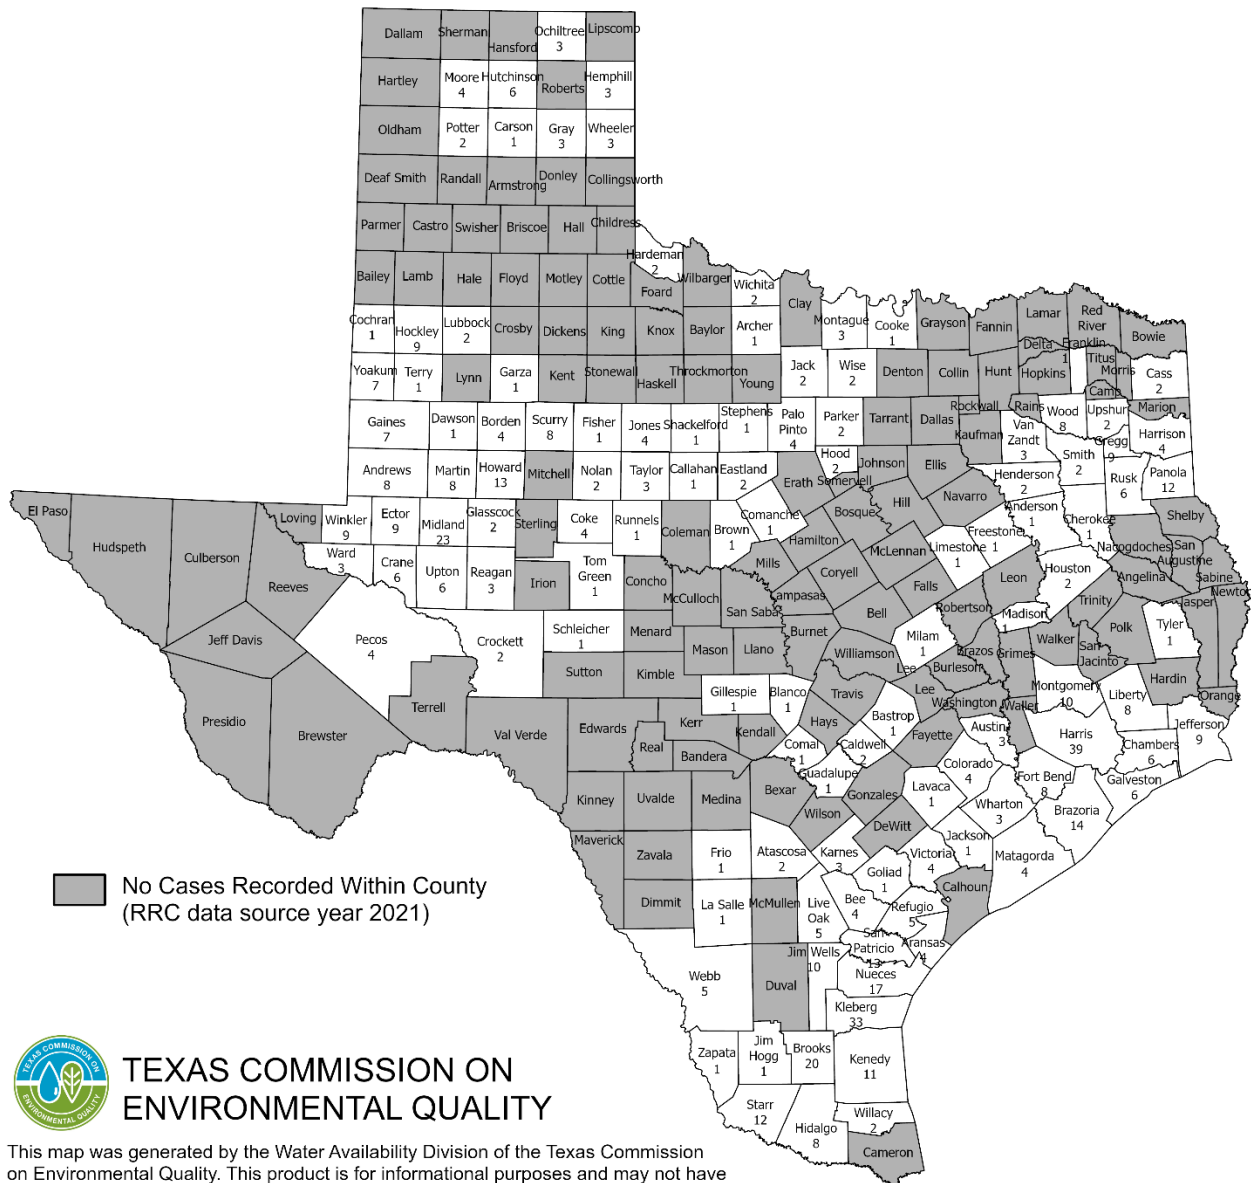 Dallam Sherman Hansford Ochiltree Lipscomb
3
Hartley Moore Hutchinson Roberts Hemphill
4 6 3
Oldham Potter Carson Gray Wheeler
2 1 3 3
Deaf Smith Randall Armstrong Donley Collingsworth
Parmer Castro Swisher Briscoe Hall Childress
Hardeman
2
Bailey Lamb Hale Floyd Motley Cottle Foard Wilbarger Wichita
2
Clay
Cochran Hockley Lubbock Crosby Dickens King Knox Baylor Archer Montague Cooke Grayson Fannin Lamar Red River Bowie
1 9 2 1 3 1
Delta Franklin Titus Morris
1
Yoakum Terry Lynn Garza Kent Stonewall Haskell Throckmorton Young Jack Wise Denton Collin Hunt Hopkins Camp Cass
7 1 1 2 2 2
Gaines Dawson Borden Scurry Fisher Jones Shackelford Stephens Palo Pinto Parker Tarrant Dallas Rockwall Kaufman Rains Van Zandt Wood Upshur Marion
7 1 4 8 1 4 1 1 4 2 3 8 2
Gregg Harrison
9 4
Andrews Martin Howard Mitchell Nolan Taylor Callahan Eastland Erath Hood Somervell Johnson Ellis Henderson Smith Rusk Panola
8 8 13 2 3 1 2 2 2 2 6 12
El Paso Hudspeth Culberson Reeves Loving Winkler Ector Midland Glasscock Sterling Coke Runnels Coleman Brown Comanche Bosque Hill Navarro Freestone Anderson Cherokee Shelby
9 9 23 2 4 1 1 1 1 1 1
Ward Crane Upton Reagan Irion Tom Green Concho McCulloch San Saba Mills Hamilton Coryell McLennan Limestone Falls Leon Houston Nacogdoches San Augustine Sabine Angelina
3 6 6 3 1 1 2
Jeff Davis Pecos Crockett Schleicher Menard Mason Llano Lampasas Burnet Bell Williamson Milam Robertson Madison Trinity Walker Polk Tyler Jasper Newton
4 2 1 1 1 1
Presidio Brewster Terrell Val Verde Sutton Kimble Gillespie Blanco Travis Lee Burleson Brazos Grimes San Jacinto Hardin Orange
1 1
Lee Washington Waller Montgomery Liberty Jefferson
10 8 9
Edwards Real Kerr Bandera Kendall Hays Comal Caldwell Bastrop Fayette Austin Harris Chambers
1 2 1 3 39 6
Kinney Uvalde Medina Bexar Guadalupe Wilson Gonzales Lavaca Colorado Wharton Fort Bend Brazoria Galveston
1 1 4 3 8 14 6
Maverick Zavala Frio Atascosa Karnes DeWitt Goliad Victoria Jackson Matagorda
1 2 3 1 4 1 4
Dimmit La Salle McMullen Live Oak Bee Refugio Calhoun
1 5 4 5
San Patricio Aransas
13 4
Webb Duval Jim Wells Nueces
5 10 17
Kleberg
33
Zapata Jim Hogg Brooks Kenedy
1 1 20 11
Starr Hidalgo Willacy
12 8 2
Cameron
No Cases Recorded Within County
(RRC data source year 2021)
TEXAS COMMISSION ON
ENVIRONMENTAL QUALITY
TEXAS COMMISSION ON
ENVIRONMENTAL QUALITY
This map was generated by the Water Availability Division of the Texas Commission
on Environmental Quality. This product is for informational purposes and may not have